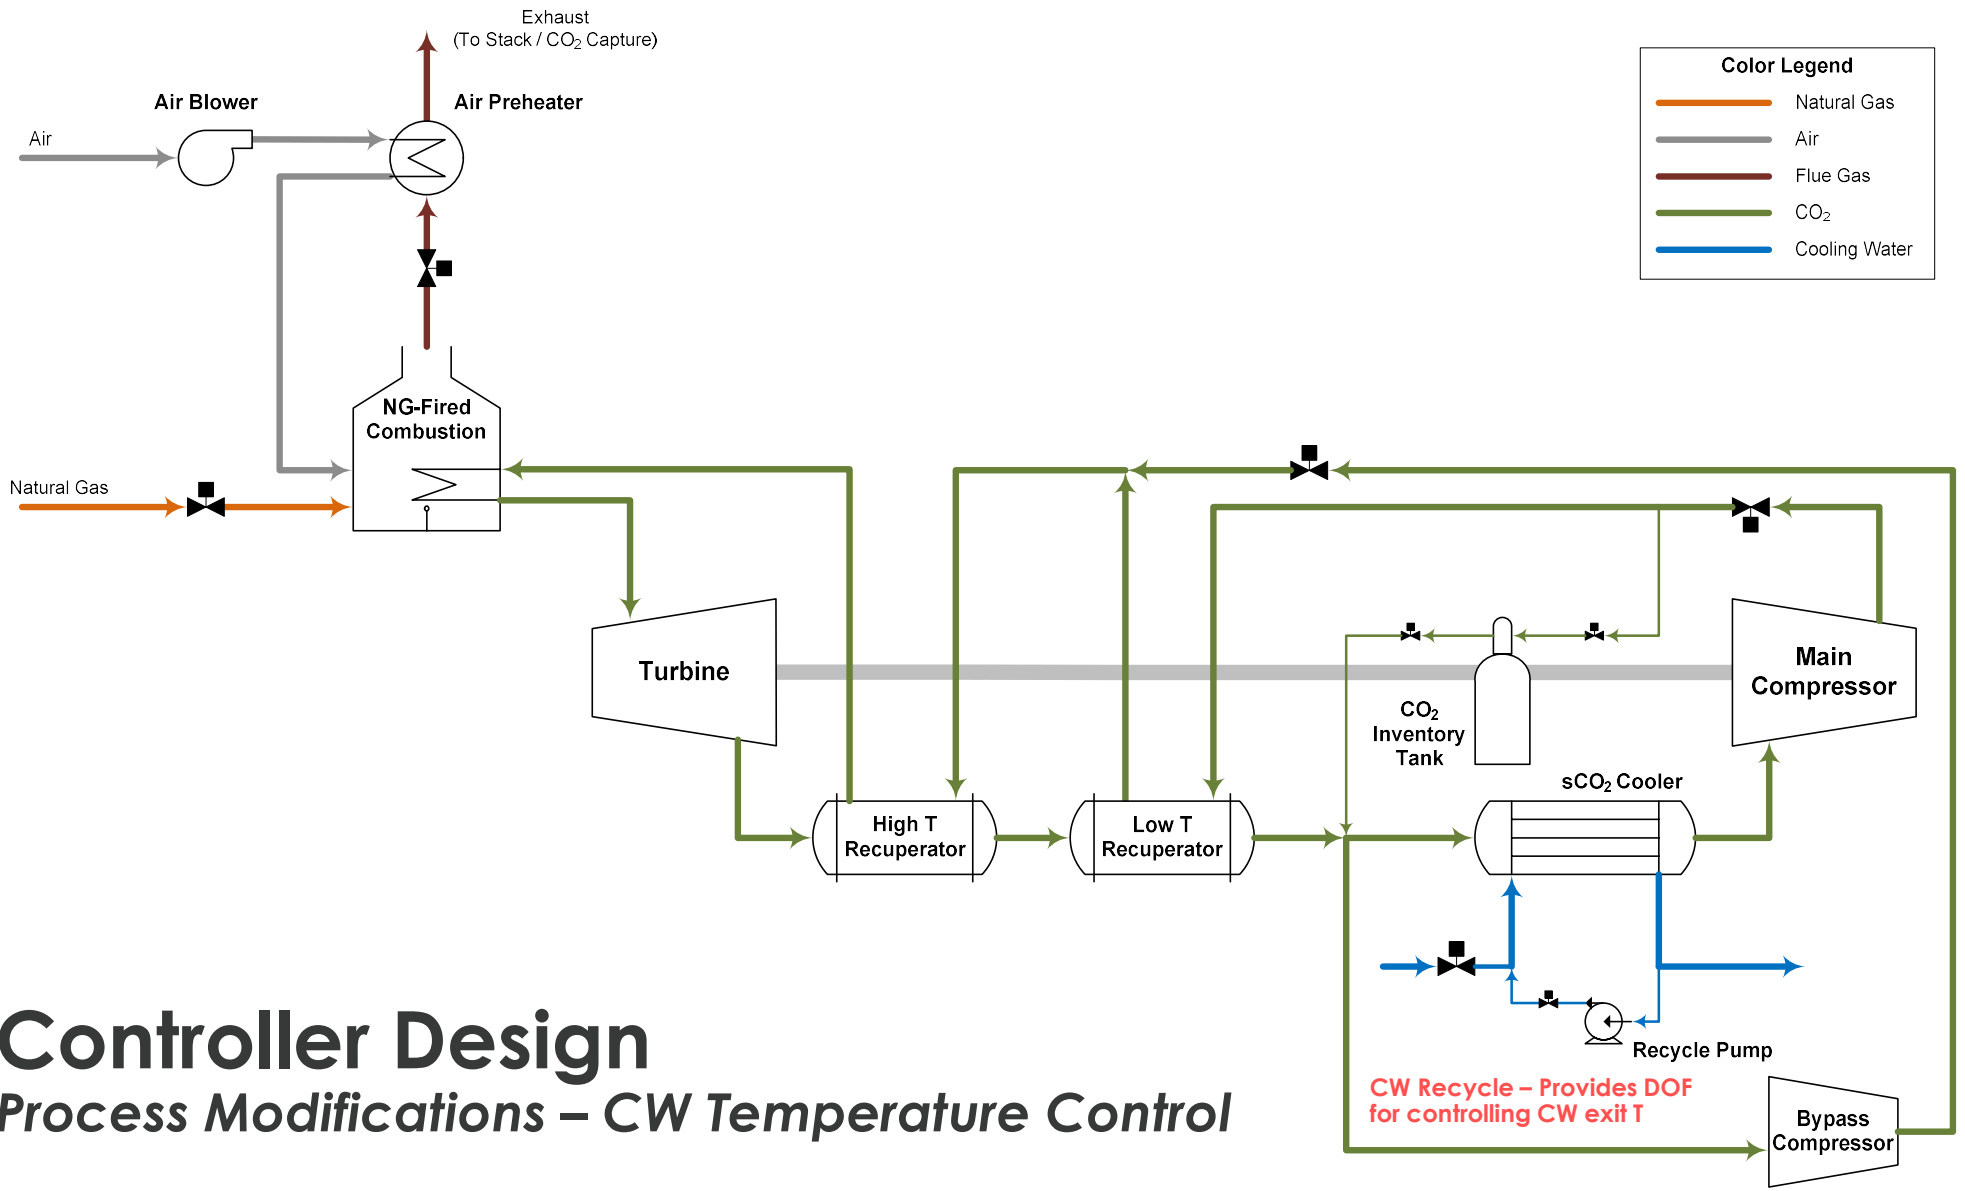 Exhaust
(To Stack / CO₂ Capture)
Color Legend
Natural Gas
Air
Flue Gas
CO₂
Cooling Water
Air Blower
Air Preheater
Air
NG-Fired
Combustion
Natural Gas
Turbine
Main
Compressor
CO₂
Inventory
Tank
sCO₂ Cooler
High T
Recuperator
Low T
Recuperator
Recycle Pump
CW Recycle – Provides DOF
for controlling CW exit T
Bypass
Compressor
Controller Design
Process Modifications – CW Temperature Control